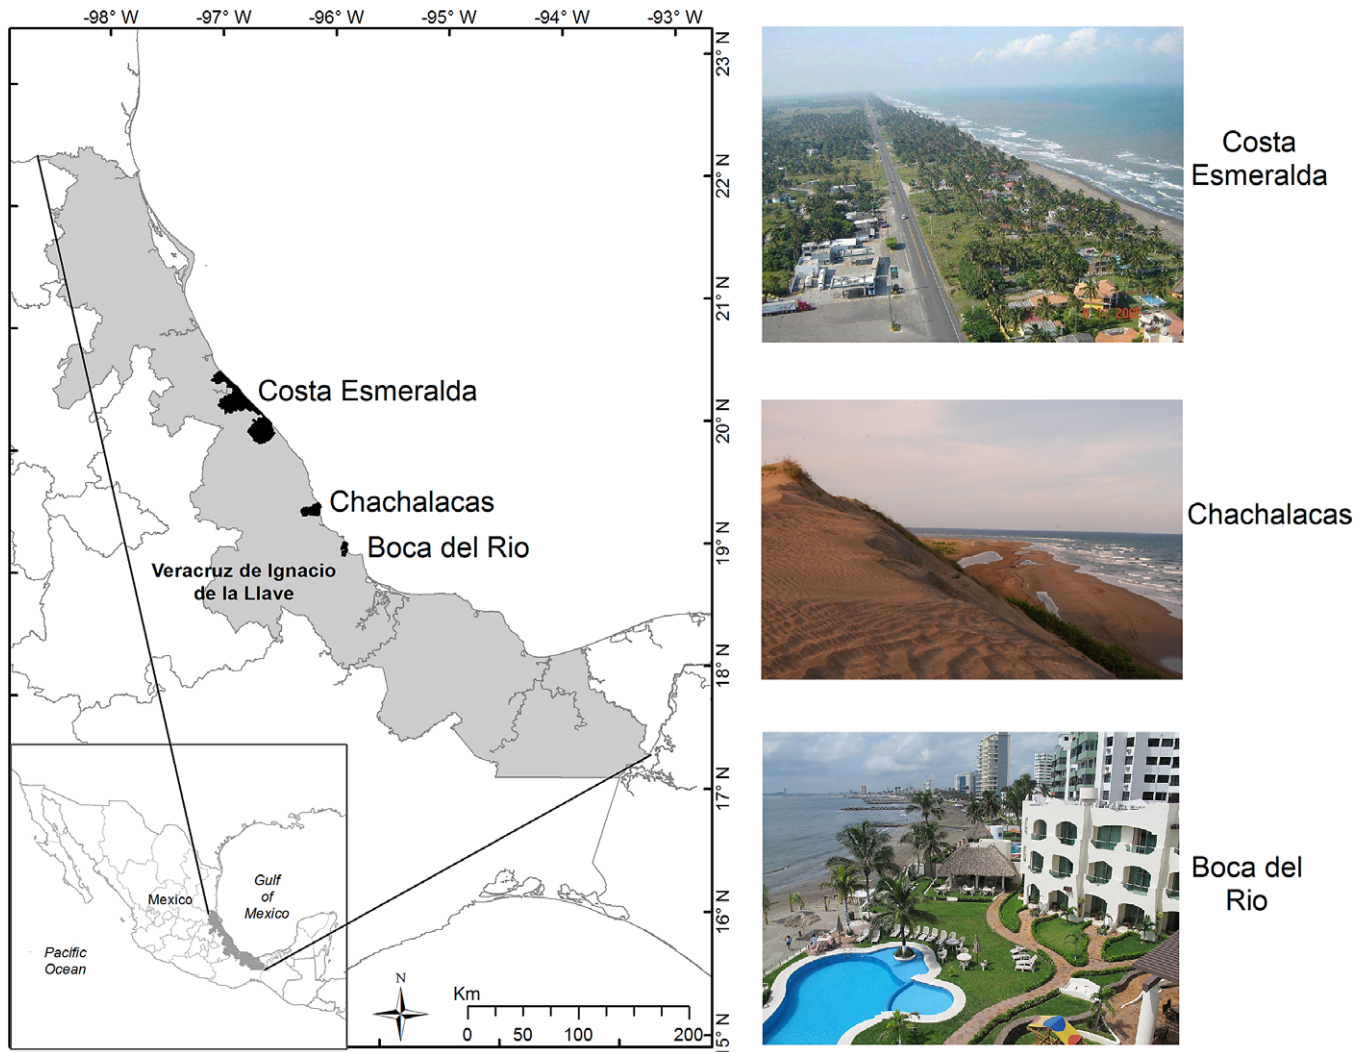 -98° W
-97° W
-96° W
-95° W
-94° W
-93° W
23° N
22° N
21° N
20° N
19° N
18° N
17° N
16° N
15° N
Costa Esmeralda
Chachalacas
Boca del Rio
Veracruz de Ignacio
de la Llave
Mexico
Gulf
of
Mexico
Pacific
Ocean
N
Km
0
50
100
200
Costa
Esmeralda
Chachalacas
Boca del
Rio